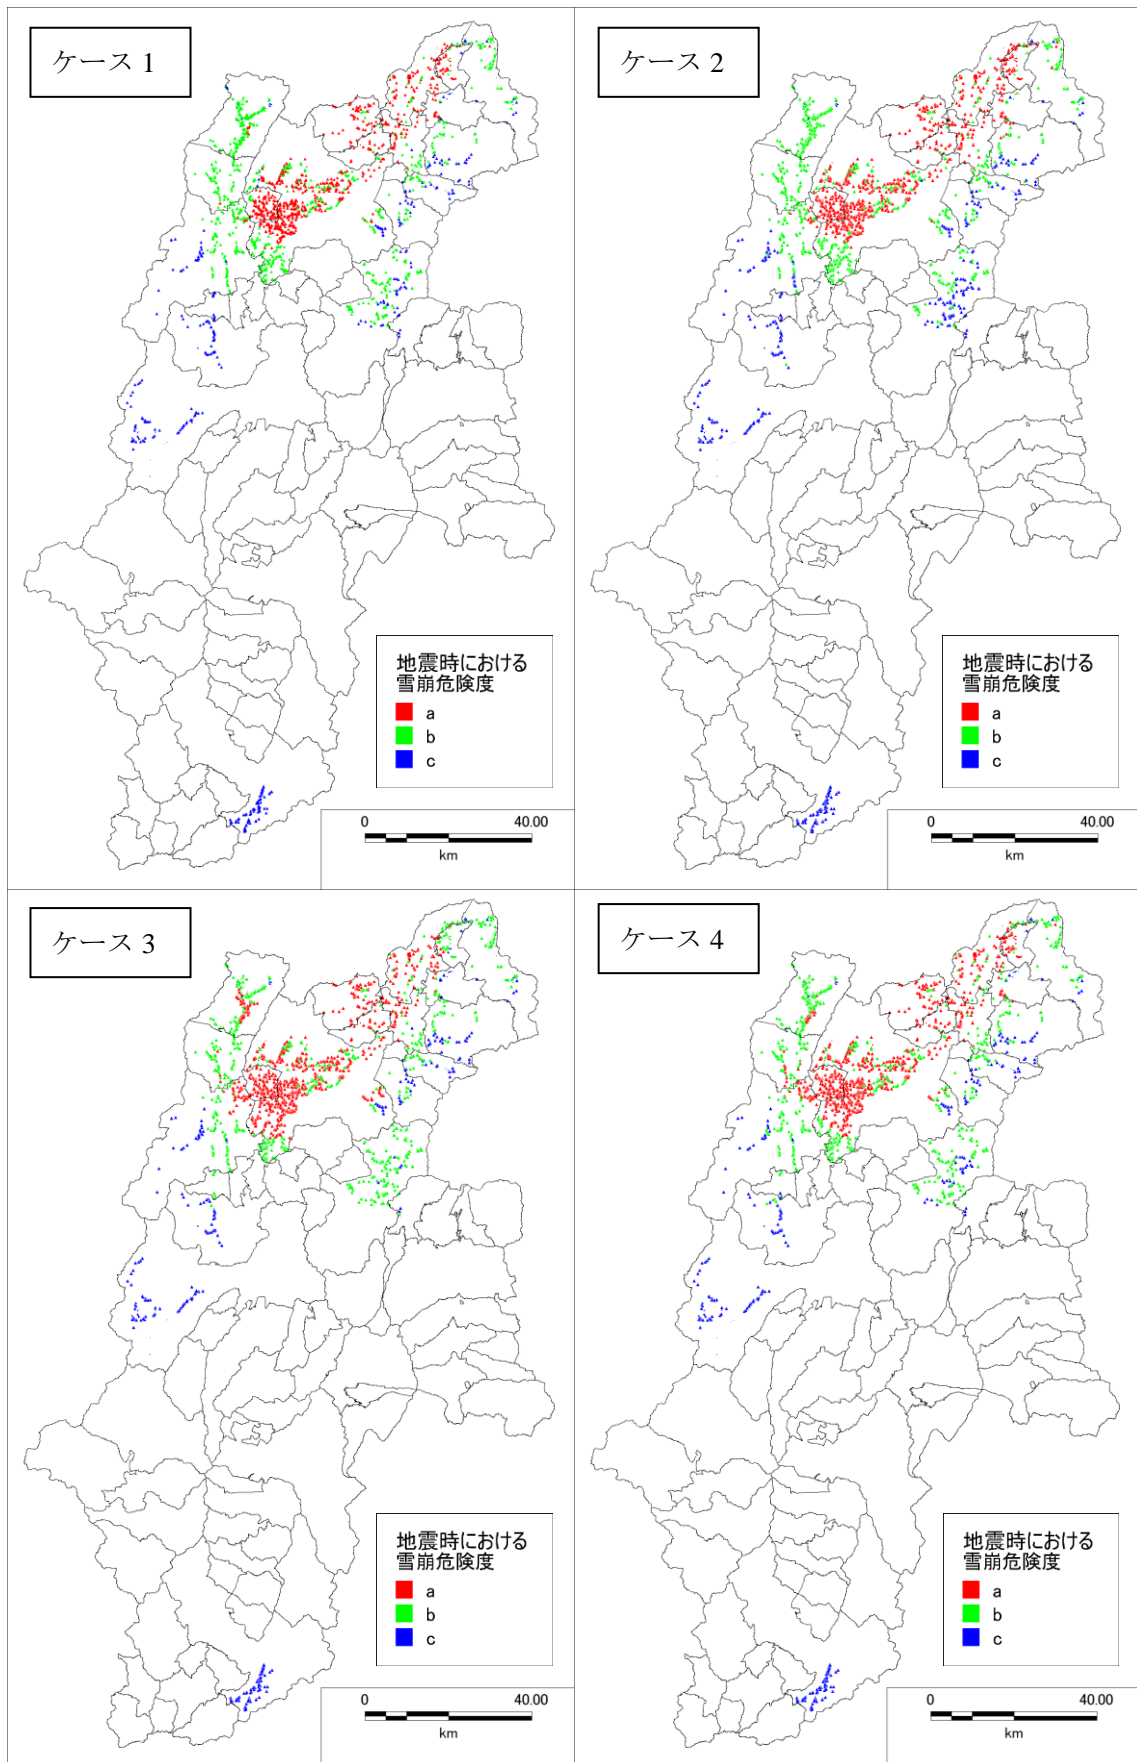 ケース 1
地震時における
雪崩危険度
a
b
c
0 40.00
km
ケース 2
地震時における
雪崩危険度
a
b
c
0 40.00
km
ケース 3
地震時における
雪崩危険度
a
b
c
0 40.00
km
ケース 4
地震時における
雪崩危険度
a
b
c
0 40.00
km